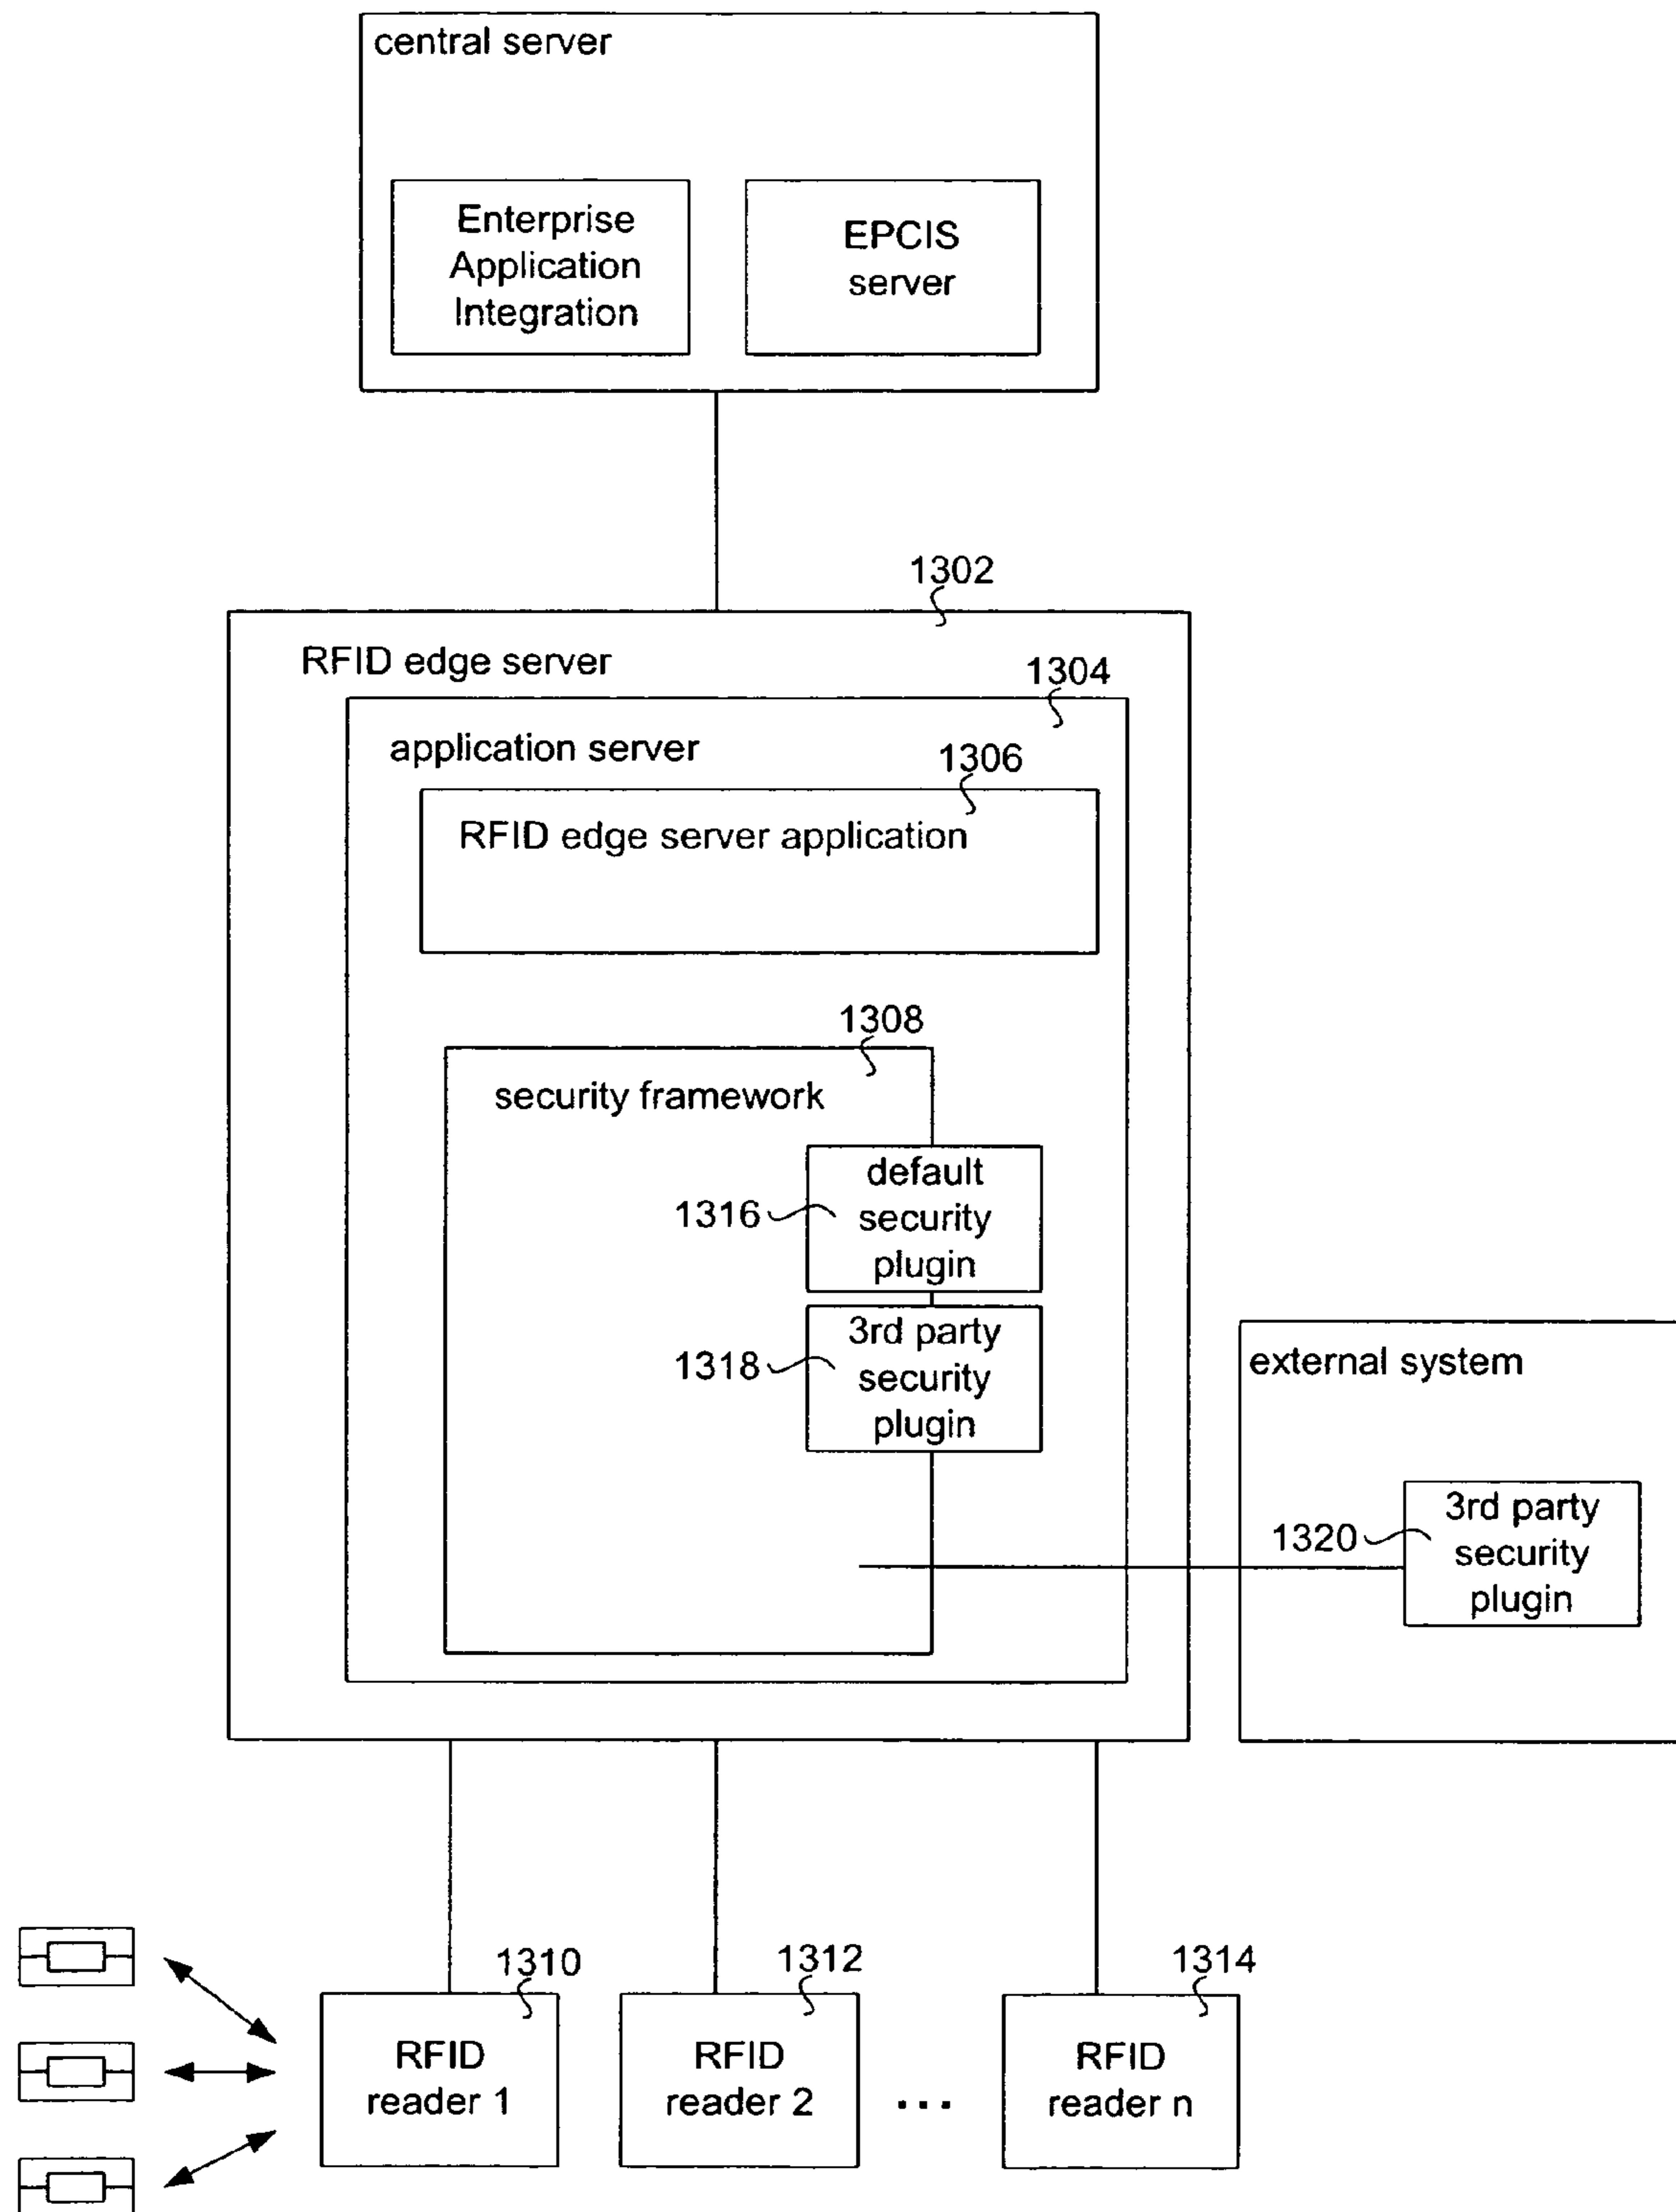 central server
Enterprise
Application
Integration
EPCIS
server
1302
RFID edge server
1304
application server
1306
RFID edge server application
1308
security framework
default
security
plugin
1316
3rd party
security
plugin
1318
external system
3rd party
security
plugin
1320
1310
1312
1314
RFID
reader 1
RFID
reader 2
...
RFID
reader n